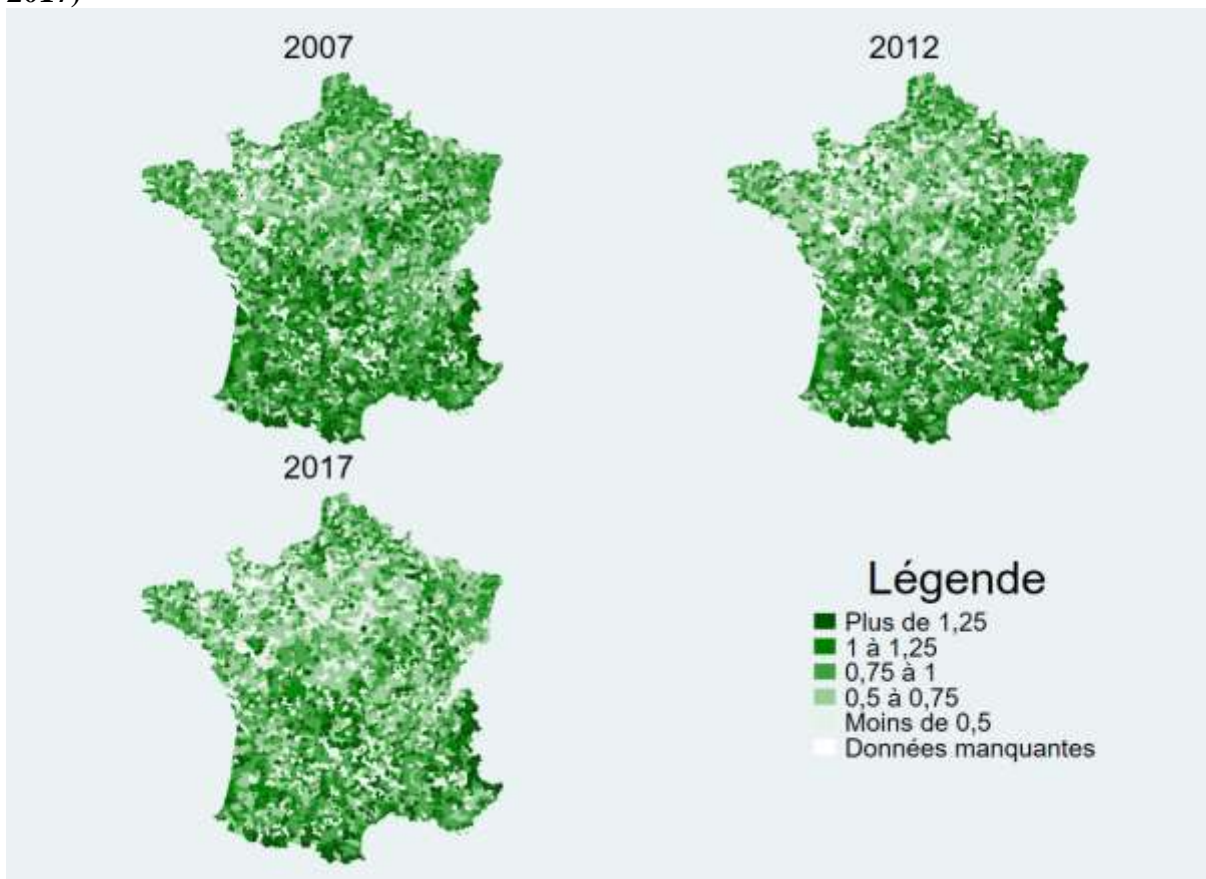 2017)
2007
2012
2017
Légende
Plus de 1,25
1 à 1,25
0,75 à 1
0,5 à 0,75
Moins de 0,5
Données manquantes